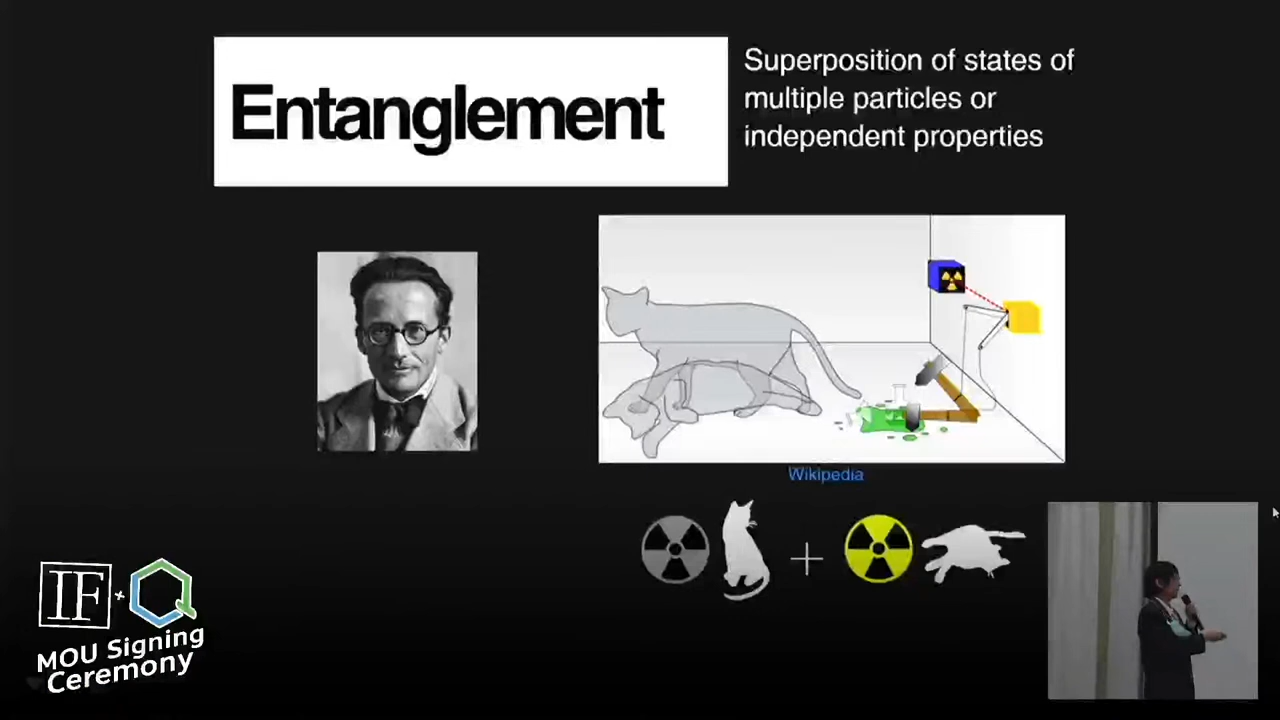 Entanglement
Superposition of states of
multiple particles or
independent properties
Wikipedia
IF+Q
MOU Signing
Ceremony